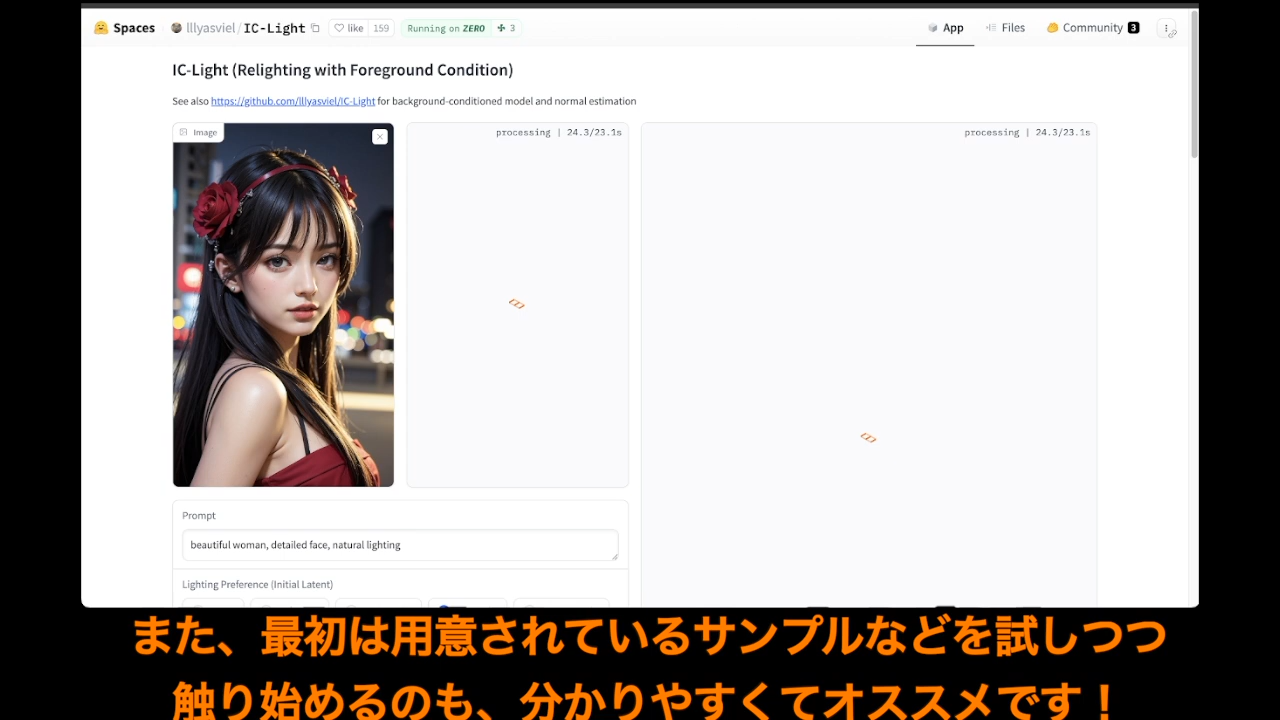 Spaces lllyasviel/IC-Light like 159 Running on ZERO 3 App Files Community 3
IC-Light (Relighting with Foreground Condition)
See also https://github.com/lllyasviel/IC-Light for background-conditioned model and normal estimation
Image
processing | 24.3/23.1s
processing | 24.3/23.1s
Prompt
beautiful woman, detailed face, natural lighting
Lighting Preference (Initial Latent)
また、最初は用意されているサンプルなどを試しつつ
触り始めるのも、分かりやすくてオススメです！